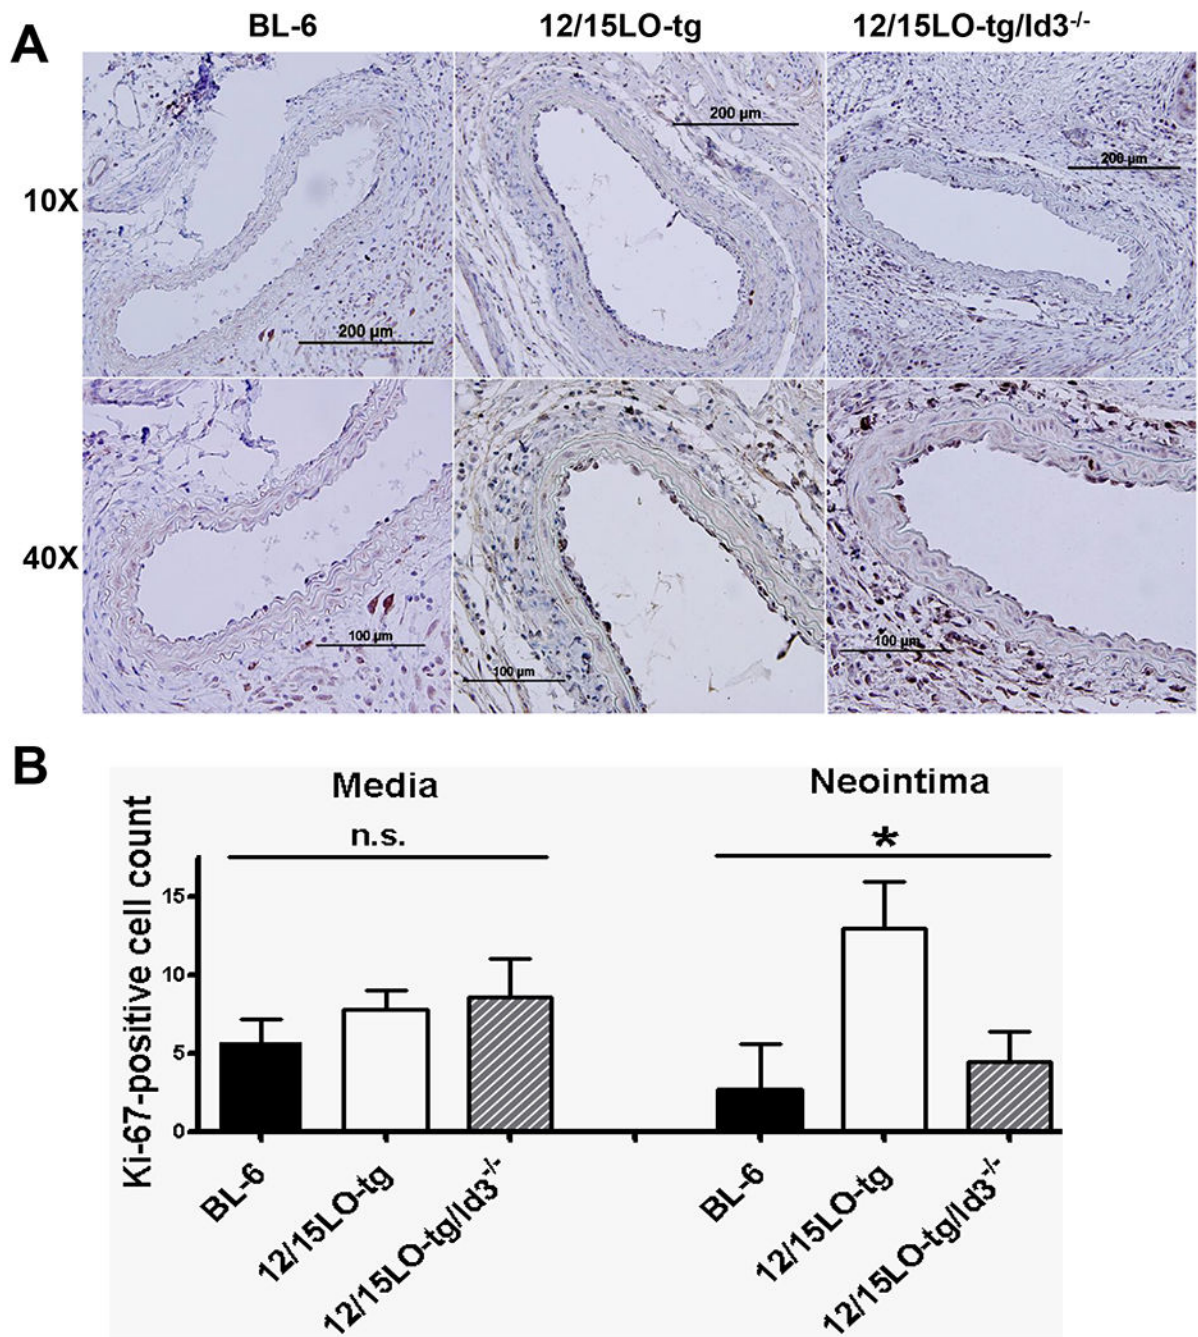 A
BL-6 12/15LO-tg 12/15LO-tg/Id3-/-
10X
200 µm 200 µm 200 µm
40X
100 µm 100 µm 100 µm
B
Media Neointima
n.s. *
Ki-67-positive cell count
15
10
5
0
BL-6 12/15LO-tg 12/15LO-tg/Id3-/- BL-6 12/15LO-tg 12/15LO-tg/Id3-/-